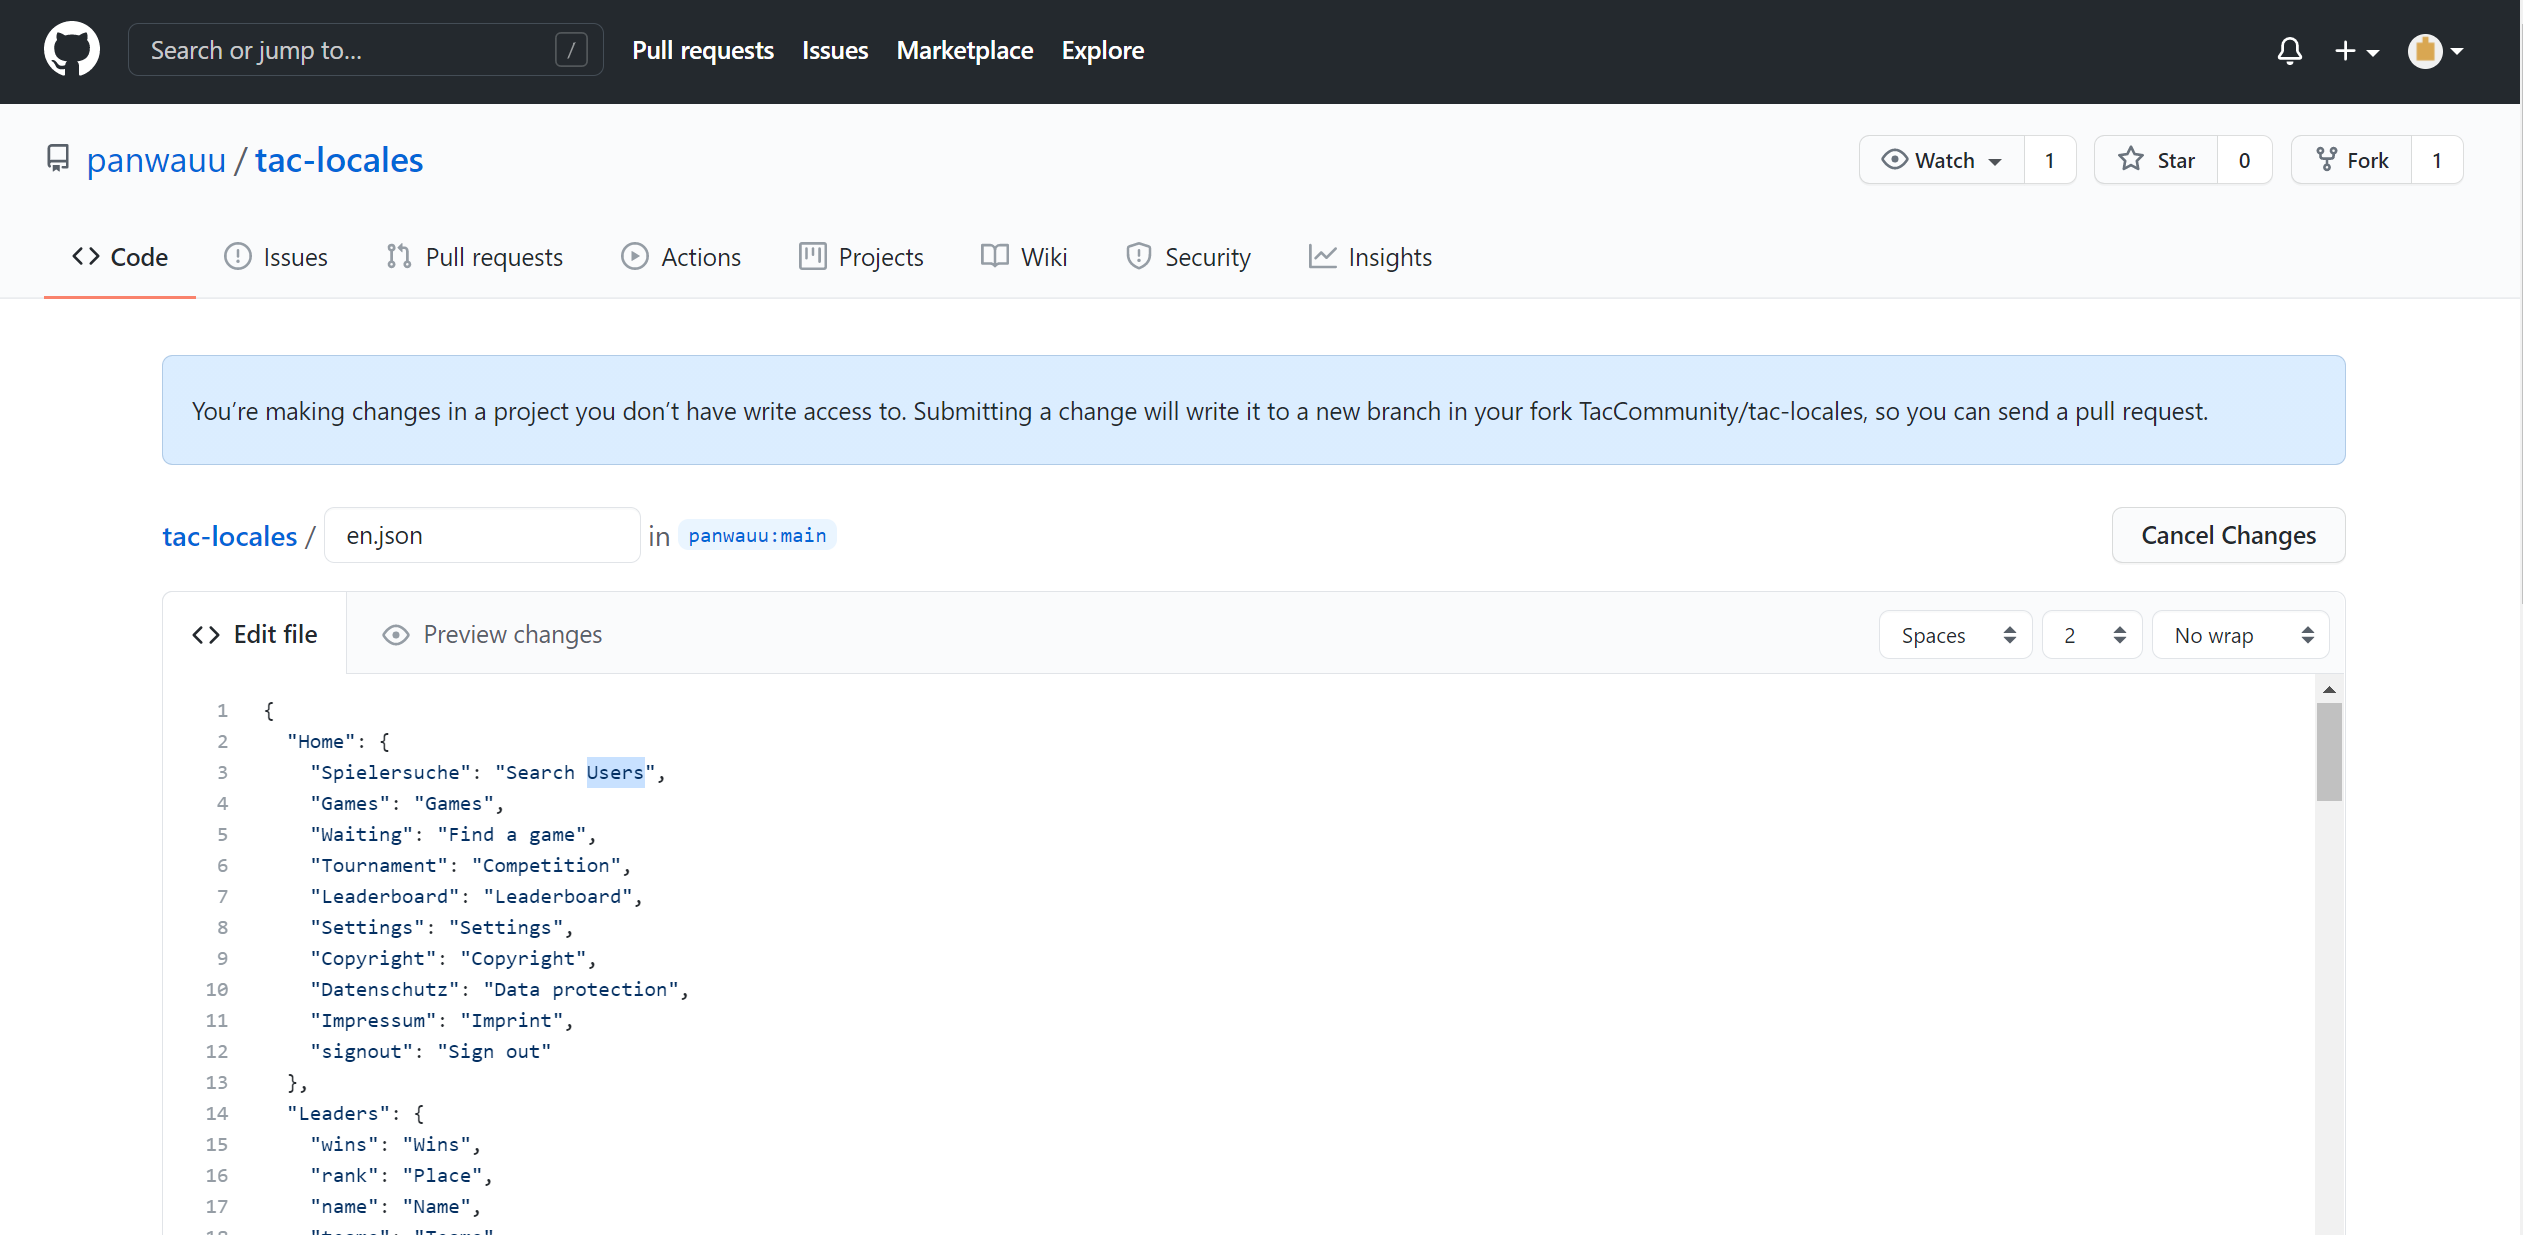 Search or jump to... / Pull requests Issues Marketplace Explore
panwauu / tac-locales Watch 1 Star 0 Fork 1
Code Issues Pull requests Actions Projects Wiki Security Insights
You’re making changes in a project you don’t have write access to. Submitting a change will write it to a new branch in your fork TacCommunity/tac-locales, so you can send a pull request.
tac-locales / en.json in panwauu:main Cancel Changes
Edit file Preview changes Spaces 2 No wrap
1 {
2 "Home": {
3 "Spielersuche": "Search Users",
4 "Games": "Games",
5 "Waiting": "Find a game",
6 "Tournament": "Competition",
7 "Leaderboard": "Leaderboard",
8 "Settings": "Settings",
9 "Copyright": "Copyright",
10 "Datenschutz": "Data protection",
11 "Impressum": "Imprint",
12 "signout": "Sign out"
13 },
14 "Leaders": {
15 "wins": "Wins",
16 "rank": "Place",
17 "name": "Name",